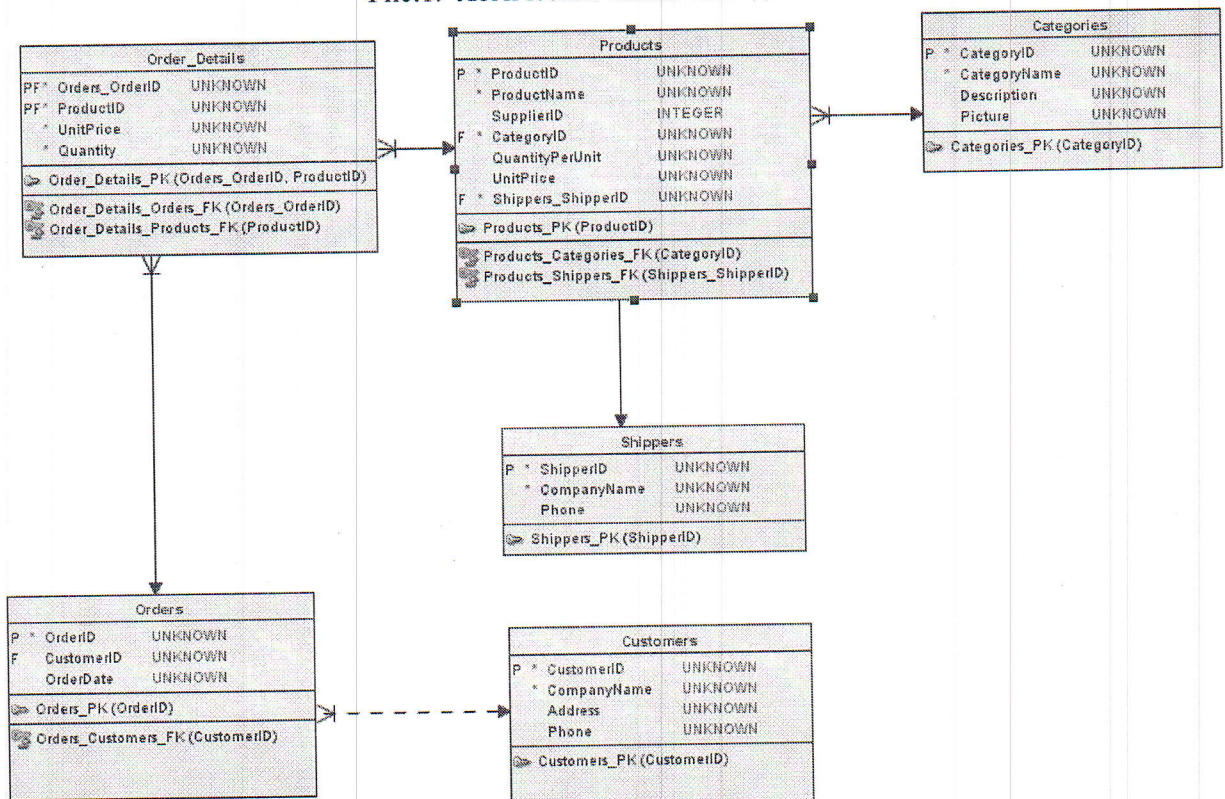 Order_Details
PF* Orders_OrderID UNKNOWN
PF* ProductID UNKNOWN
* UnitPrice UNKNOWN
* Quantity UNKNOWN
Order_Details_PK (Orders_OrderID, ProductID)
Order_Details_Orders_FK (Orders_OrderID)
Order_Details_Products_FK (ProductID)
Products
P * ProductID UNKNOWN
* ProductName UNKNOWN
SupplierID INTEGER
F * CategoryID UNKNOWN
QuantityPerUnit UNKNOWN
UnitPrice UNKNOWN
F * Shippers_ShipperID UNKNOWN
Products_PK (ProductID)
Products_Categories_FK (CategoryID)
Products_Shippers_FK (Shippers_ShipperID)
Categories
P * CategoryID UNKNOWN
* CategoryName UNKNOWN
Description UNKNOWN
Picture UNKNOWN
Categories_PK (CategoryID)
Shippers
P * ShipperID UNKNOWN
* CompanyName UNKNOWN
Phone UNKNOWN
Shippers_PK (ShipperID)
Orders
P * OrderID UNKNOWN
F CustomerID UNKNOWN
OrderDate UNKNOWN
Orders_PK (OrderID)
Orders_Customers_FK (CustomerID)
Customers
P * CustomerID UNKNOWN
* CompanyName UNKNOWN
Address UNKNOWN
Phone UNKNOWN
Customers_PK (CustomerID)